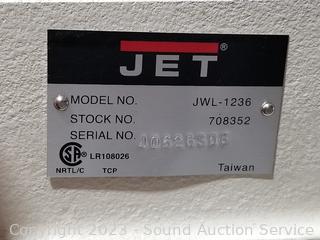 JET®
MODEL NO. JWL-1236
STOCK NO. 708352
SERIAL NO.
LR108026
NRTL/C TCP Taiwan
Copyright 2023 - Sound Auction Service